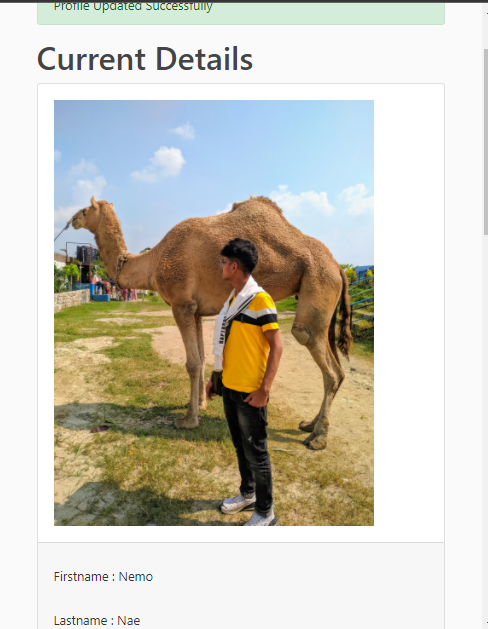 Profile Updated Successfully
Current Details
Firstname : Nemo
Lastname : Nae